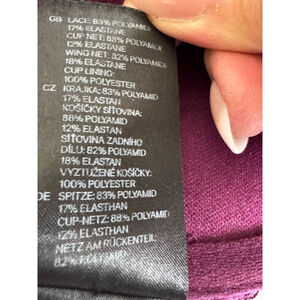 GB LACE: 83% POLYAMIDE
17% ELASTANE
CUP NET: 88% POLYAMIDE
12% ELASTANE
WING NET: 82% POLYAMIDE
18% ELASTANE
CUP LINING:
100% POLYESTER
CZ KRAJKA: 83% POLYAMID
17% ELASTAN
KOŠÍČKY SÍŤOVINA:
88% POLYAMID
12% ELASTAN
SÍŤOVINA ZADNÍHO
DÍLU: 82% POLYAMID
18% ELASTAN
VYZTUŽENÉ KOŠÍČKY:
100% POLYESTER
DE SPITZE: 83% POLYAMID
17% ELASTHAN
CUP-NETZ: 88% POLYAMID
12% ELASTHAN
NETZ AM RÜCKENTEIL:
82% POLYAMID